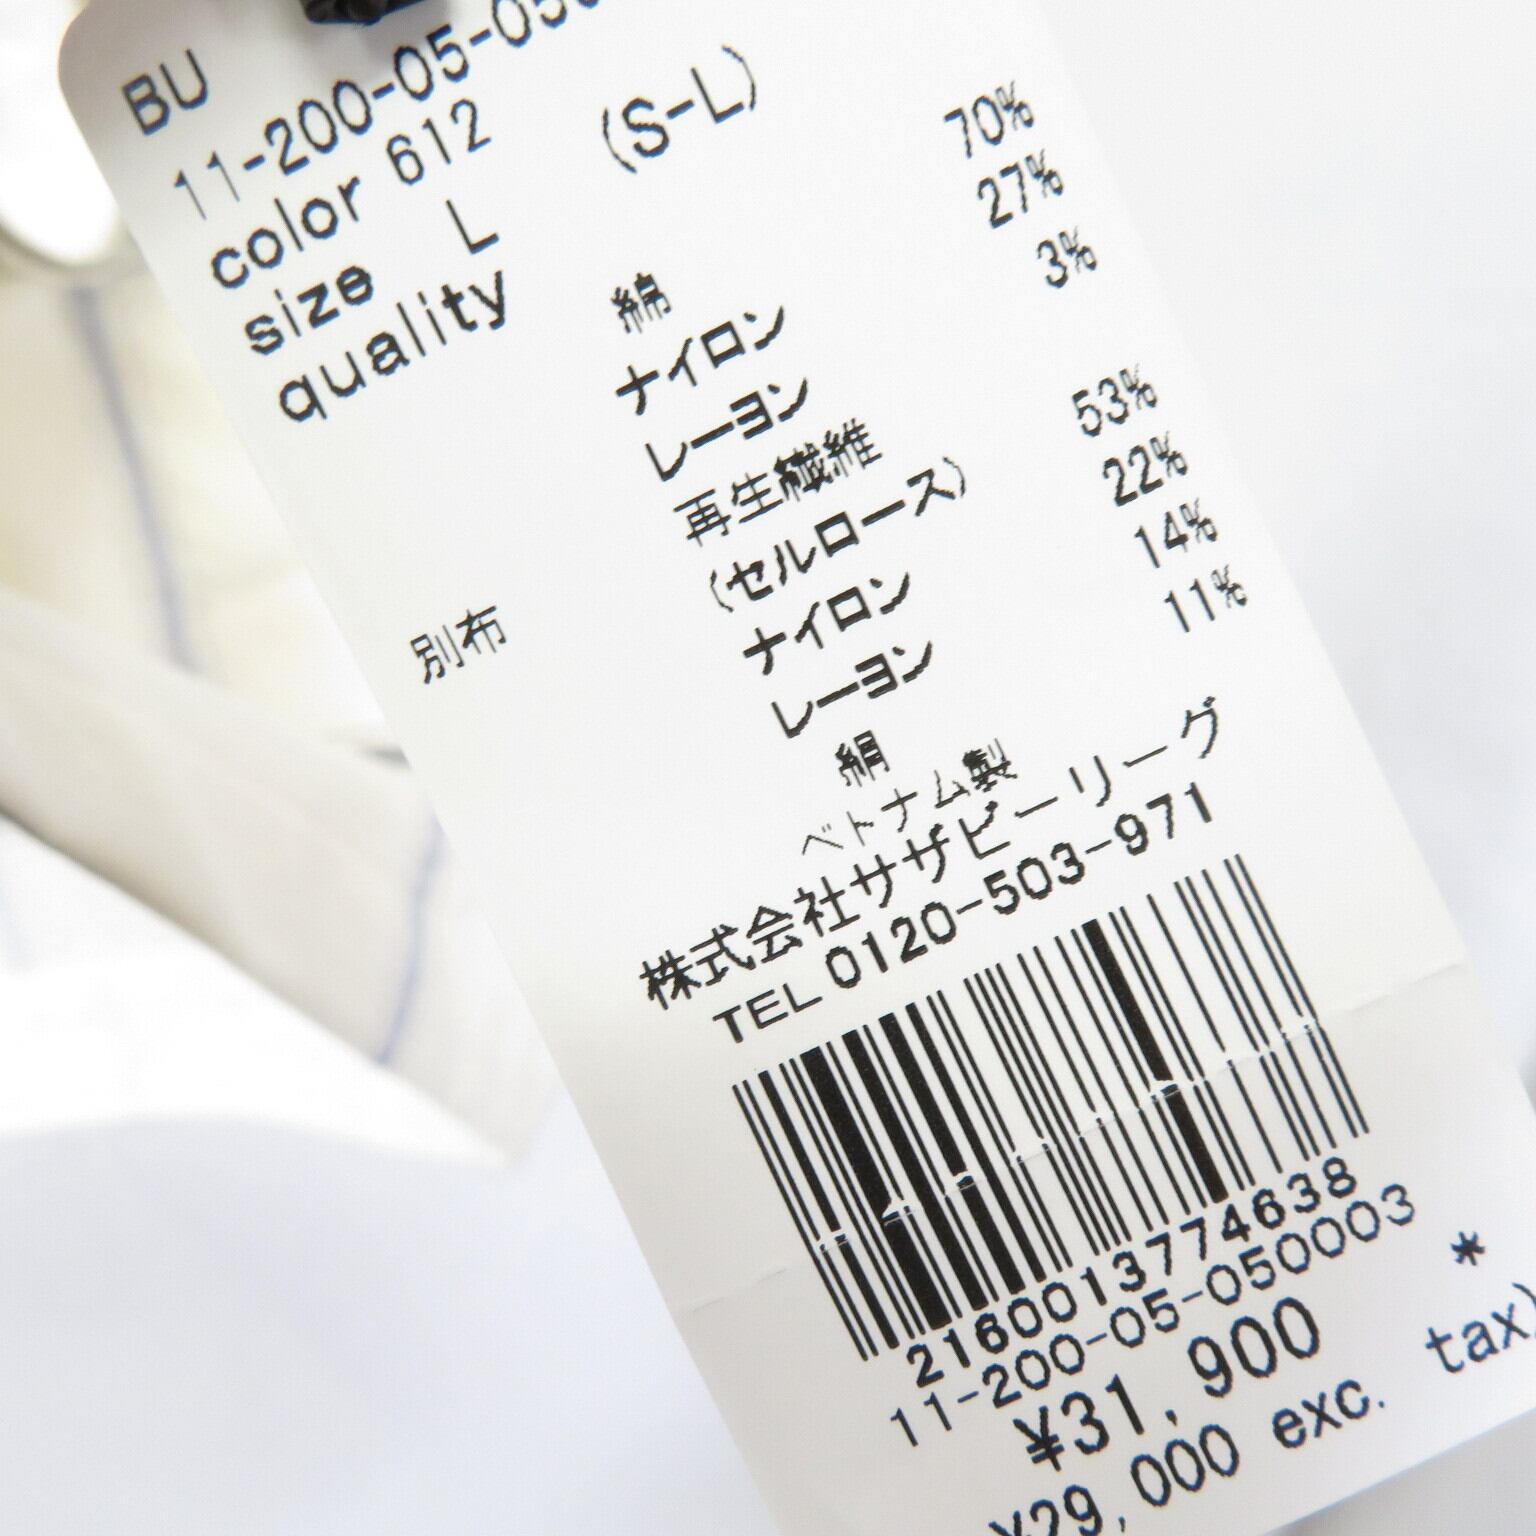 BU
11-200-05-050
color 612
size L (S-L)
quality
綿 70%
ナイロン 27%
レーヨン 3%
別布 再生繊維
(セルロース) 53%
ナイロン 22%
レーヨン 14%
絹 11%
ベトナム製
株式会社サザビーリーグ
TEL 0120-503-971
2160013774638
11-200-05-050003
*
¥31,900
¥29,000 exc. tax)